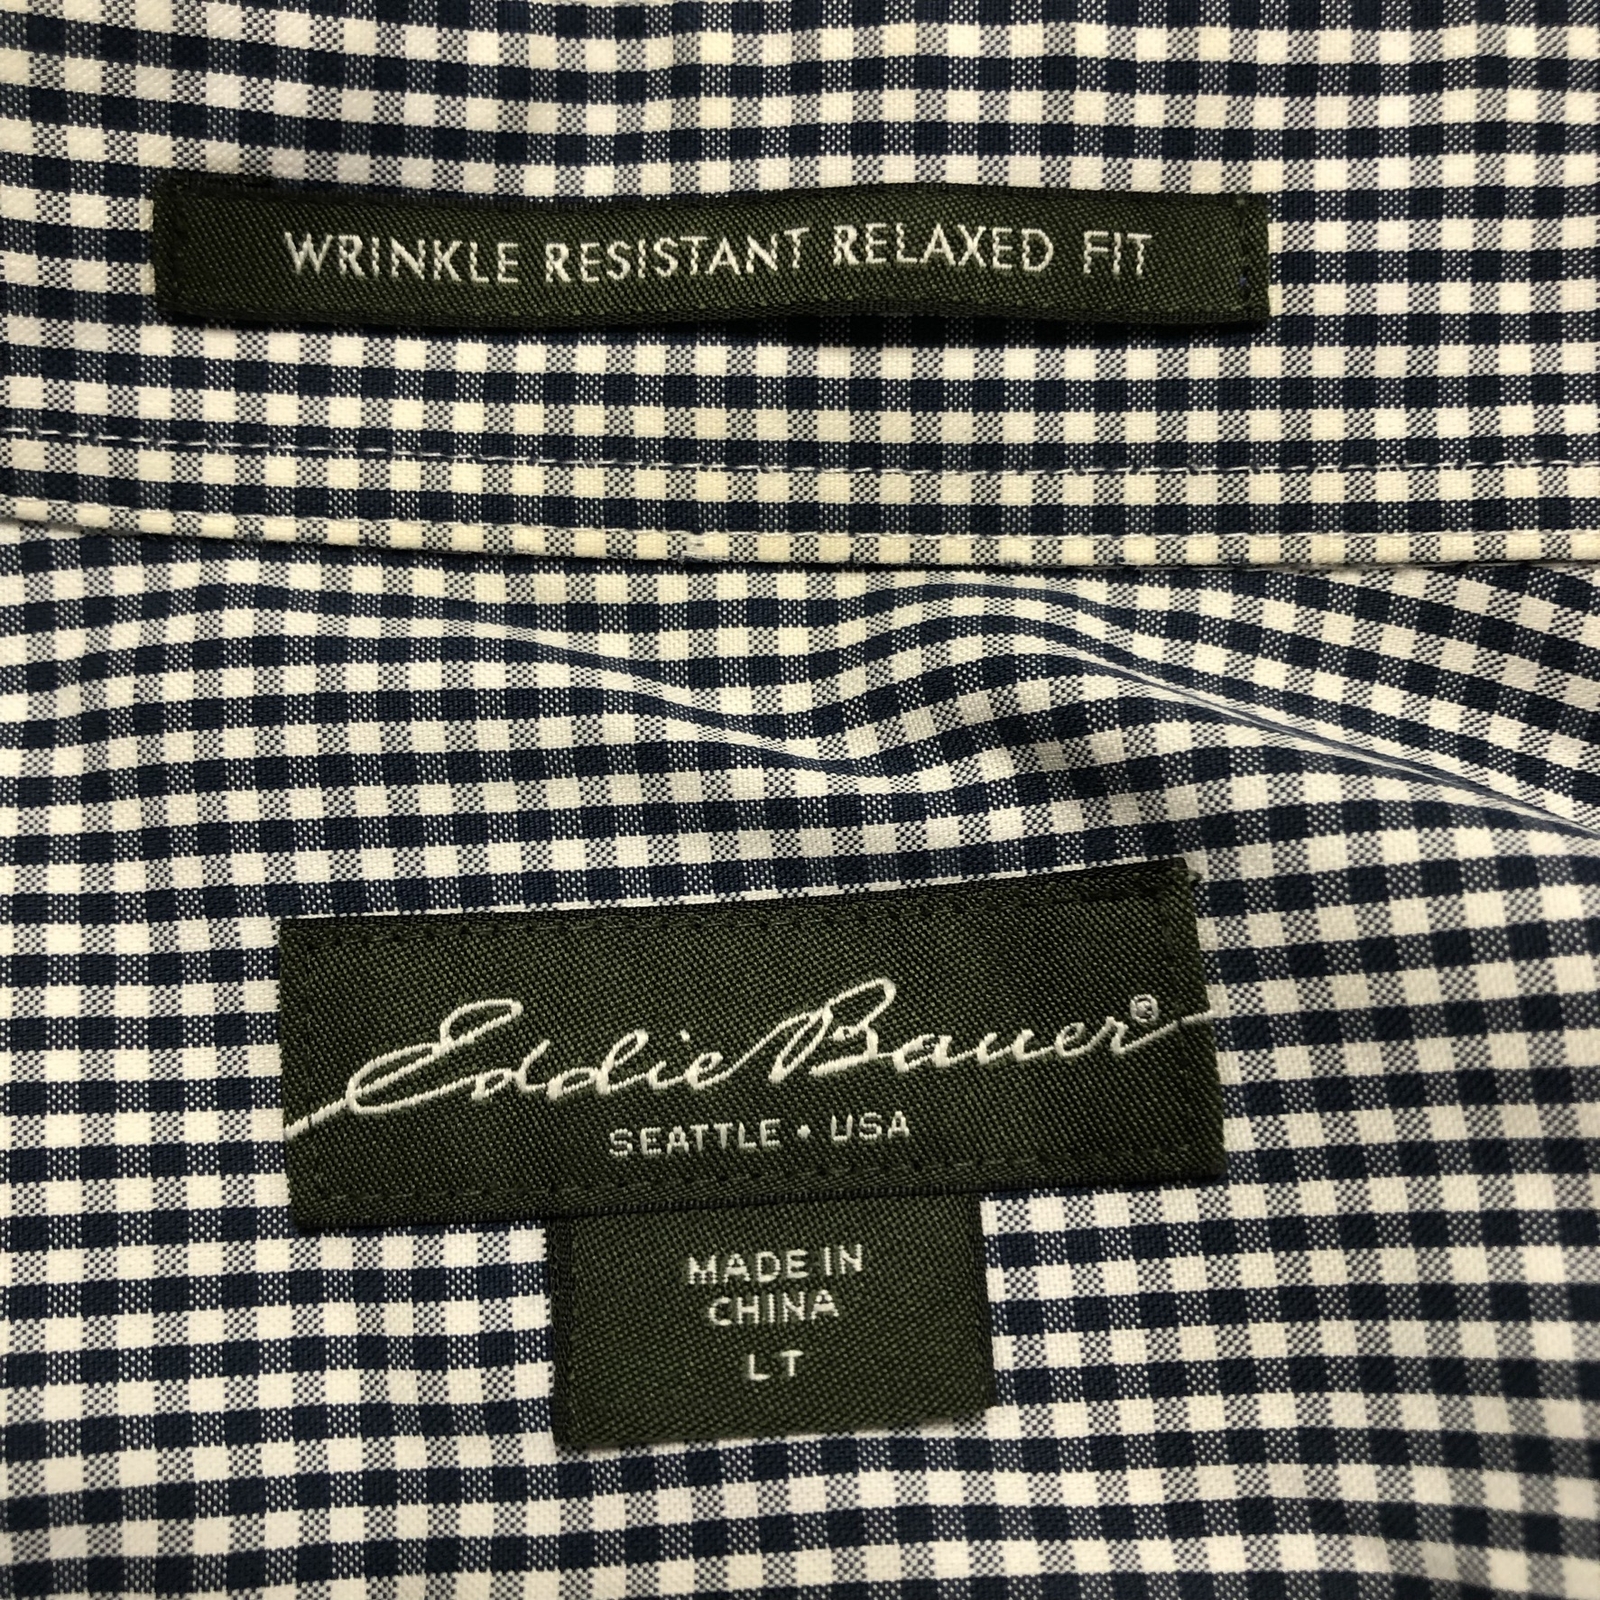 WRINKLE RESISTANT RELAXED FIT
Eddie Bauer®
SEATTLE • USA
MADE IN
CHINA
LT